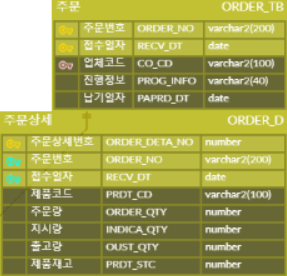 주문 ORDER_TB
주문번호 ORDER_NO varchar2(200)
접수일자 RECV_DT date
업체코드 CO_CD varchar2(100)
진행정보 PROG_INFO varchar2(40)
납기일자 PAPRD_DT date
주문상세 ORDER_D
주문상세번호 ORDER_DETA_NO number
주문번호 ORDER_NO varchar2(200)
접수일자 RECV_DT date
제품코드 PRDT_CD varchar2(100)
주문량 ORDER_QTY number
지시량 INDICA_QTY number
출고량 OUST_QTY number
제품재고 PRDT_STC number